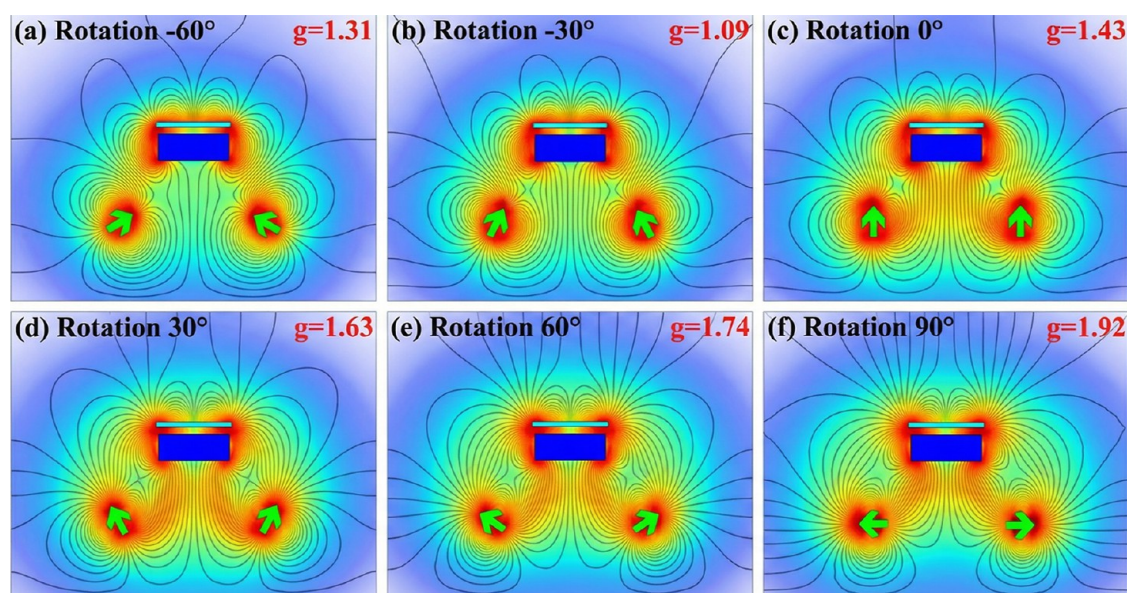 (a) Rotation -60° g=1.31
(b) Rotation -30° g=1.09
(c) Rotation 0° g=1.43
(d) Rotation 30° g=1.63
(e) Rotation 60° g=1.74
(f) Rotation 90° g=1.92